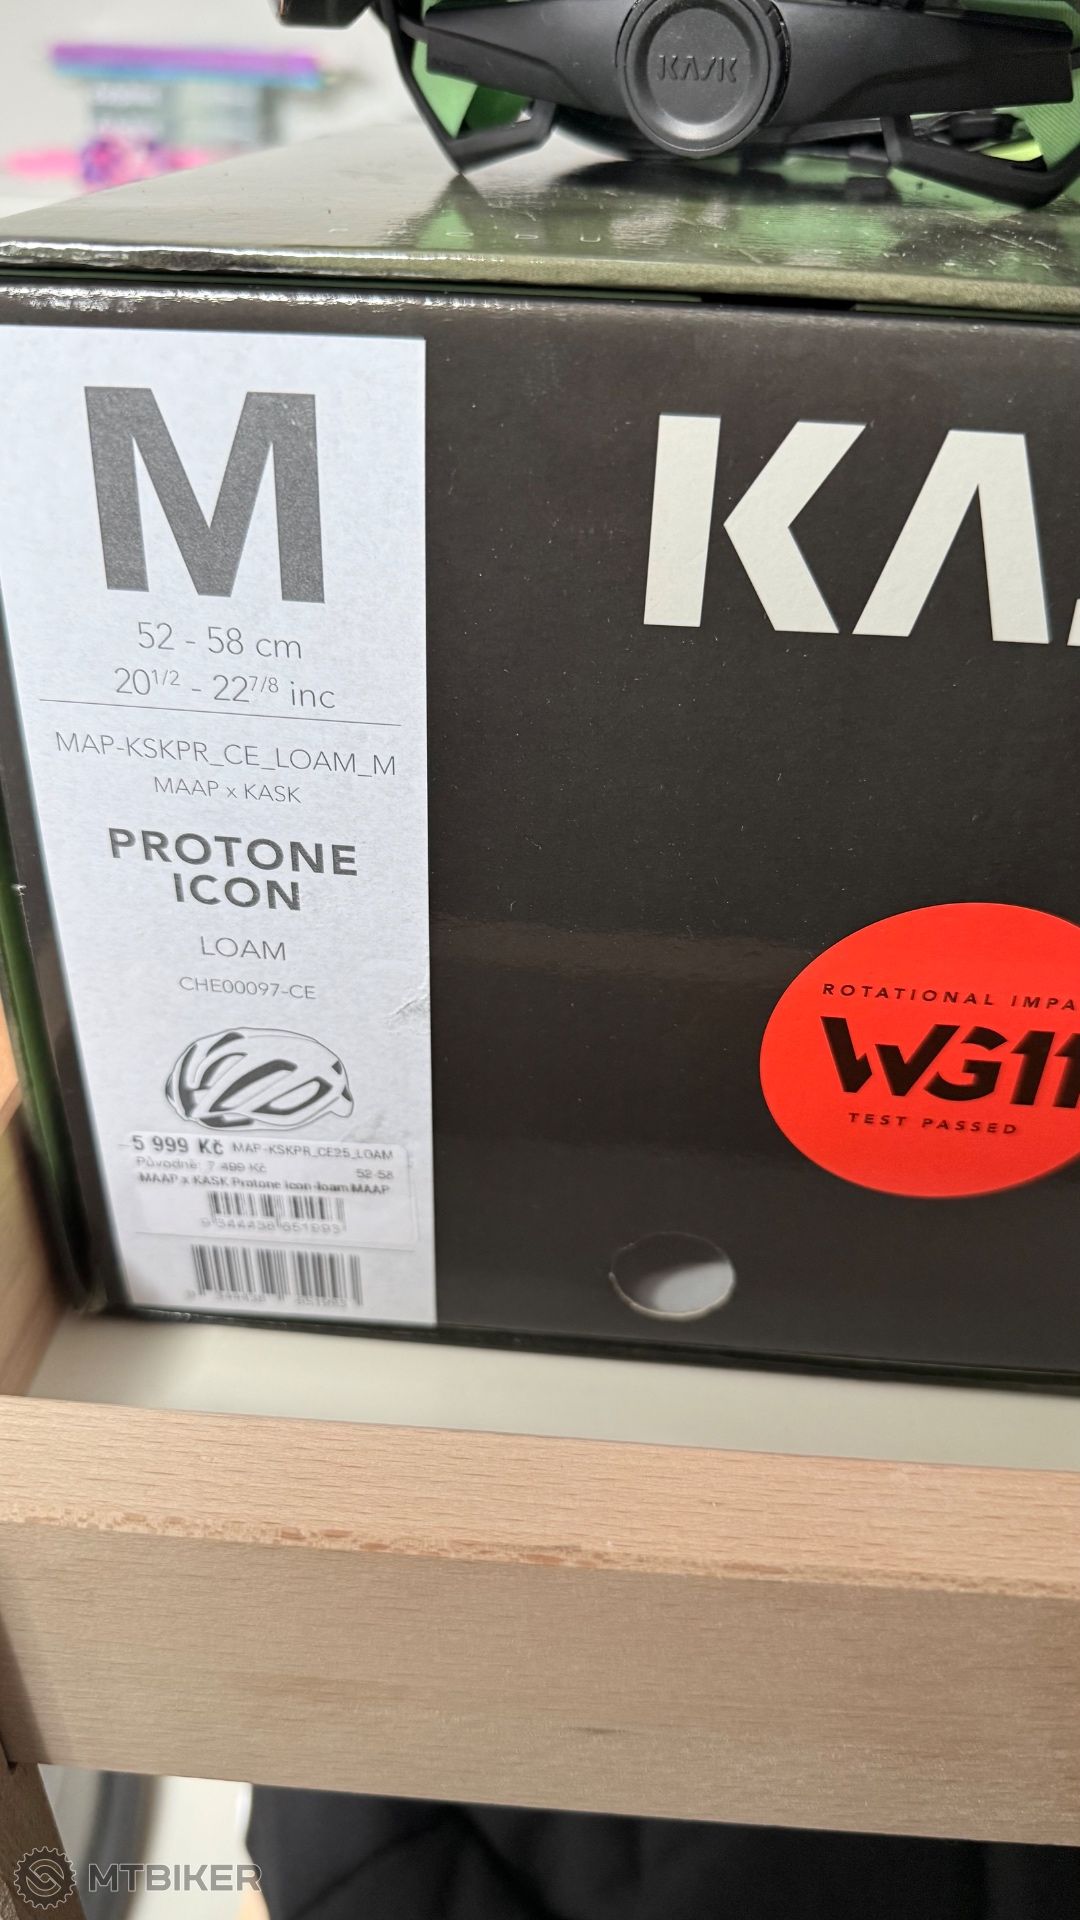 KASK
M
52 - 58 cm
20 1/2 - 22 7/8 inc
MAP-KSKPR_CE_LOAM_M
MAAP x KASK
PROTONE
ICON
LOAM
CHE00097-CE
5 999 Kč MAP-KSKPR_CE25_LOAM
Původně: 7 499 Kč 52-58
MAAP x KASK Protone Icon-loam MAAP
KA
ROTATIONAL IMPA
WG11
TEST PASSED
MTBIKER